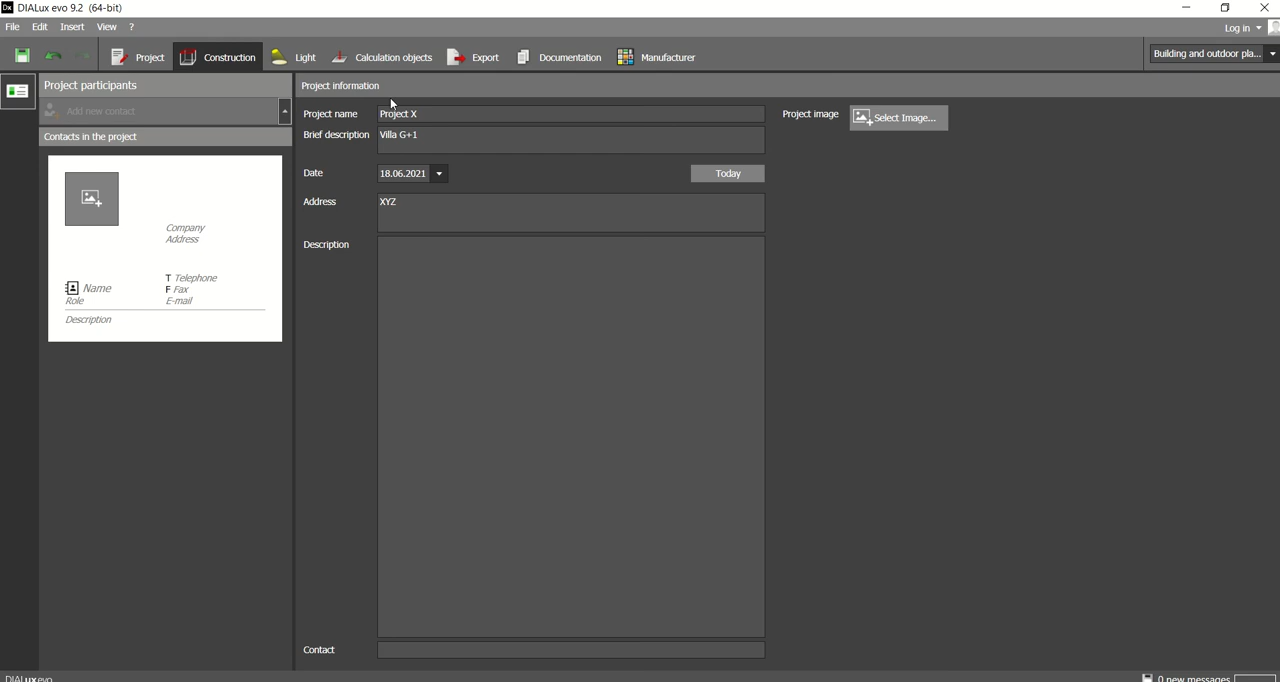 Dx DIALux evo 9.2 (64-bit)
File Edit Insert View ? Log in
Project Construction Light Calculation objects Export Documentation Manufacturer Building and outdoor pla...
Project participants
Project information
Add new contact
Project name Project X
Project image Select Image...
Contacts in the project
Brief description Villa G+1
Date 18.06.2021 Today
Address XYZ
Company
Address
Description
T Telephone
Name
F Fax
Role
E-mail
Description
Contact
DIALux evo
0 new messages